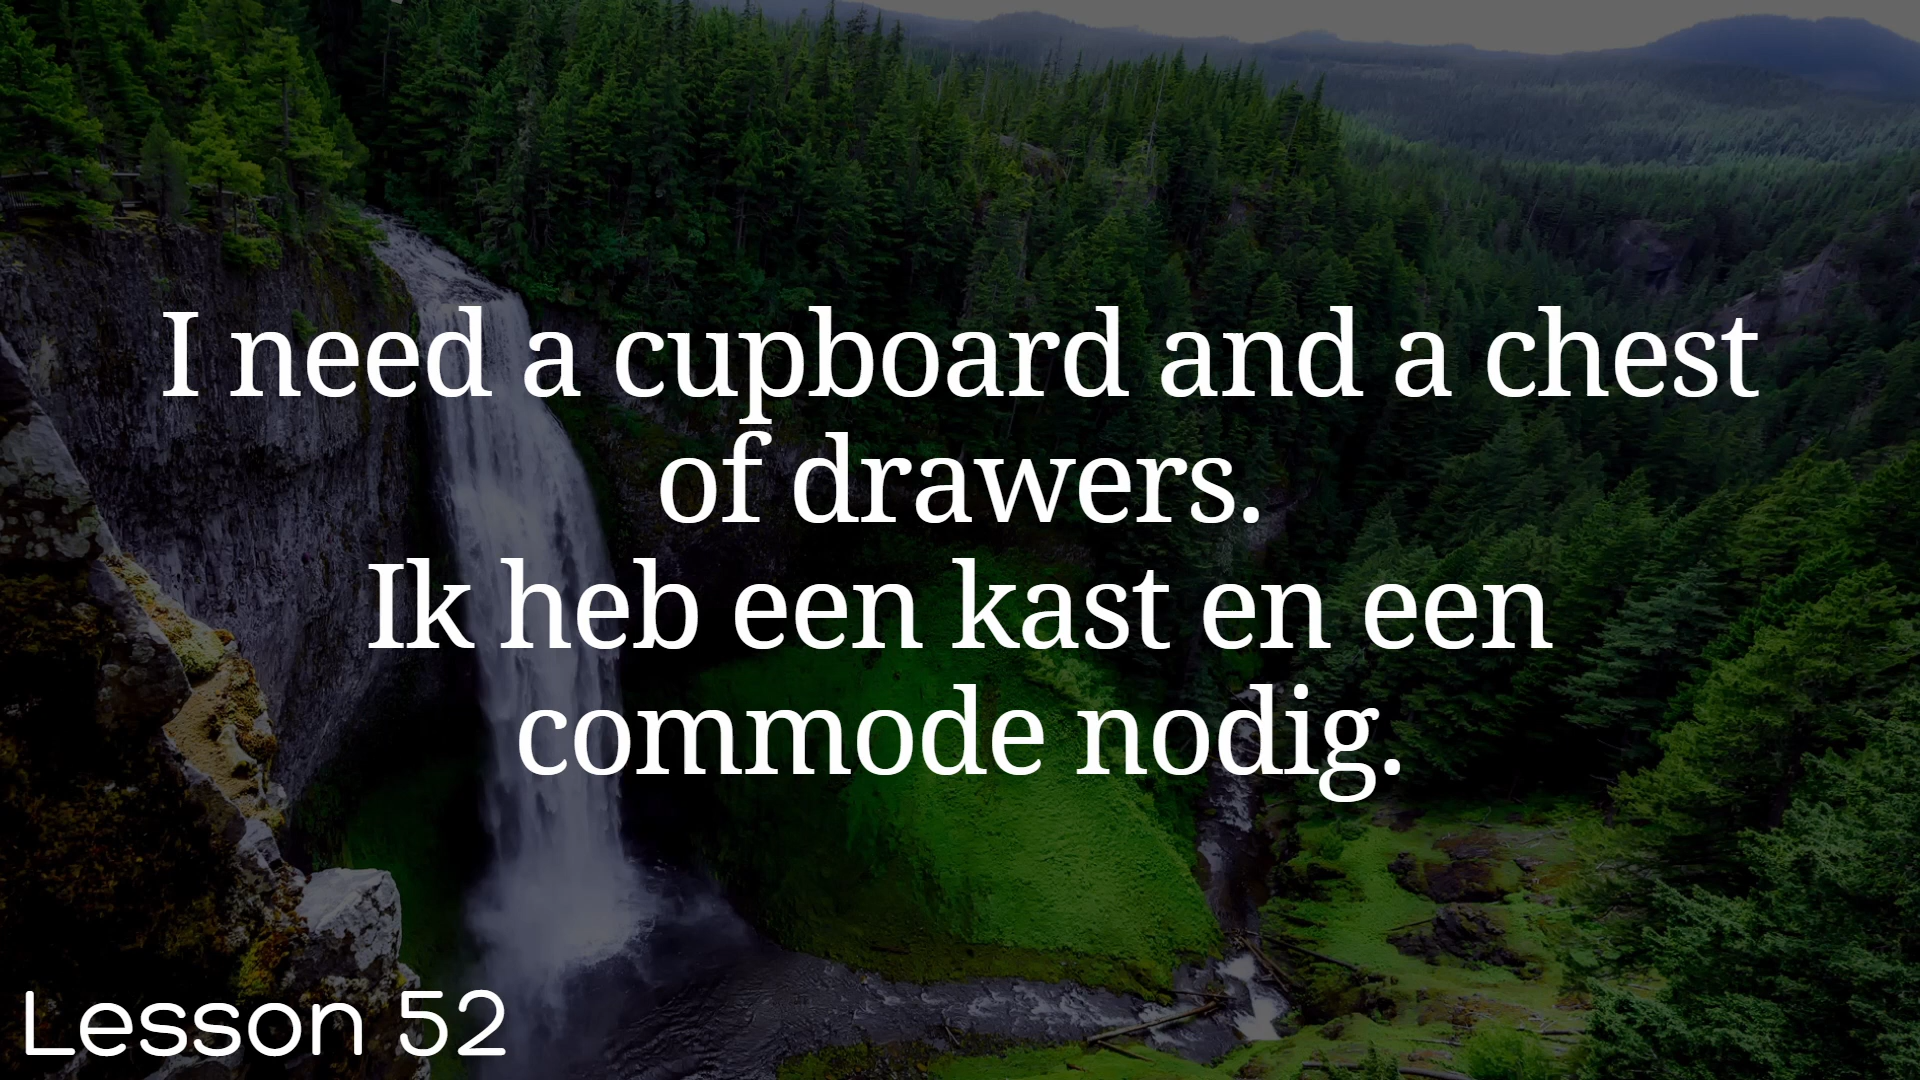 I need a cupboard and a chest
of drawers.
Ik heb een kast en een
commode nodig.
Lesson 52